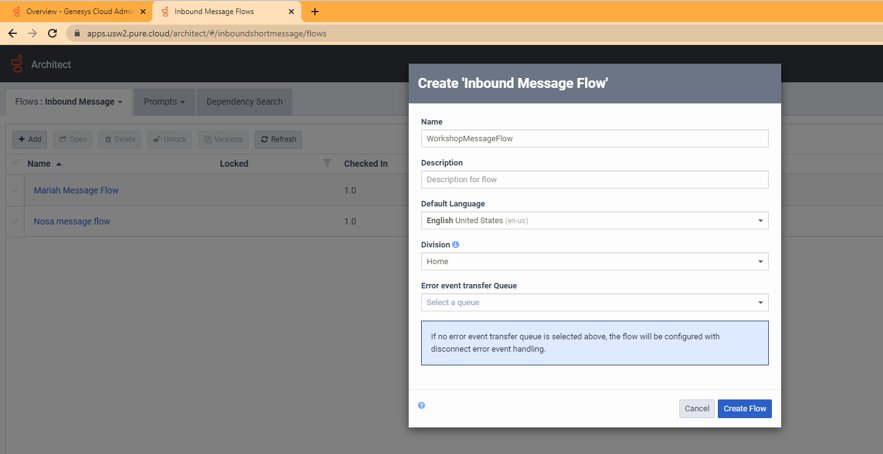 Overview - Genesys Cloud Admi
Inbound Message Flows
apps.usw2.pure.cloud/architect/#/inboundshortmessage/flows
Architect
Flows : Inbound Message
Prompts
Dependency Search
Add
Open
Delete
Unlock
Versions
Refresh
Name
Locked
Checked In
Mariah Message Flow
1.0
Nosa message flow
1.0
Create 'Inbound Message Flow'
Name
WorkshopMessageFlow
Description
Description for flow
Default Language
English United States (en-us)
Division
Home
Error event transfer Queue
Select a queue
If no error event transfer queue is selected above, the flow will be configured with
disconnect error event handling.
Cancel
Create Flow